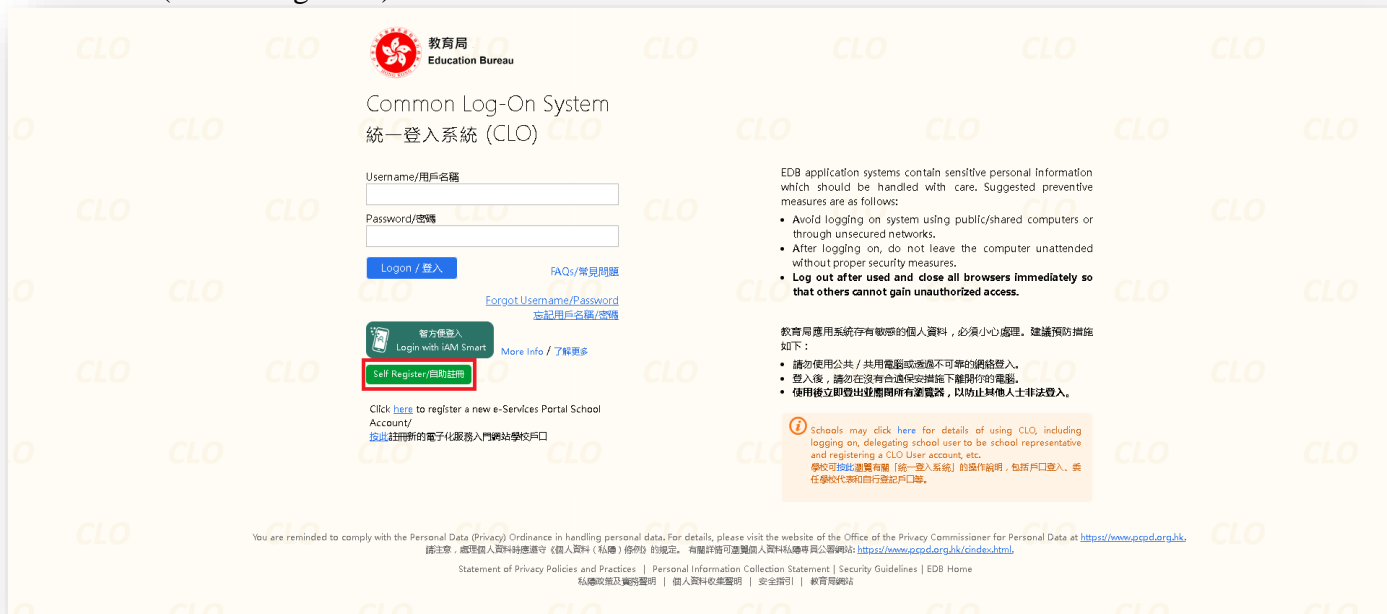 教育局
Education Bureau
Common Log-On System
統一登入系統 (CLO)
Username/用戶名稱
Password/密碼
Logon / 登入
FAQs/常見問題
Forgot Username/Password
忘記用戶名稱/密碼
智方便登入
Login with iAM Smart
More Info / 了解更多
Self Register/自助註冊
Click here to register a new e-Services Portal School
Account/
按此註冊新的電子化服務入門網站學校戶口
EDB application systems contain sensitive personal information
which should be handled with care. Suggested preventive
measures are as follows:
• Avoid logging on system using public/shared computers or
through unsecured networks.
• After logging on, do not leave the computer unattended
without proper security measures.
• Log out after used and close all browsers immediately so
that others cannot gain unauthorized access.
教育局應用系統存有敏感的個人資料，必須小心處理。建議預防措施
如下：
• 請勿使用公共 / 共用電腦或透過不可靠的網絡登入。
• 登入後，請勿在沒有合適保安措施下離開你的電腦。
• 使用後立即登出並關閉所有瀏覽器，以防止其他人士非法登入。
Schools may click here for details of using CLO, including
logging on, delegating school user to be school representative
and registering a CLO User account, etc.
學校可按此瀏覽有關「統一登入系統」的操作說明，包括戶口登入、委
任學校代表和自行登記戶口等。
You are reminded to comply with the Personal Data (Privacy) Ordinance in handling personal data. For details, please visit the website of the Office of the Privacy Commissioner for Personal Data at https://www.pcpd.org.hk.
請注意，處理個人資料時應遵守《個人資料（私隱）條例》的規定。 有關詳情可瀏覽個人資料私隱專員公署網站: https://www.pcpd.org.hk/cindex.html.
Statement of Privacy Policies and Practices | Personal Information Collection Statement | Security Guidelines | EDB Home
私隱政策及實務聲明 | 個人資料收集聲明 | 安全指引 | 教育局網站